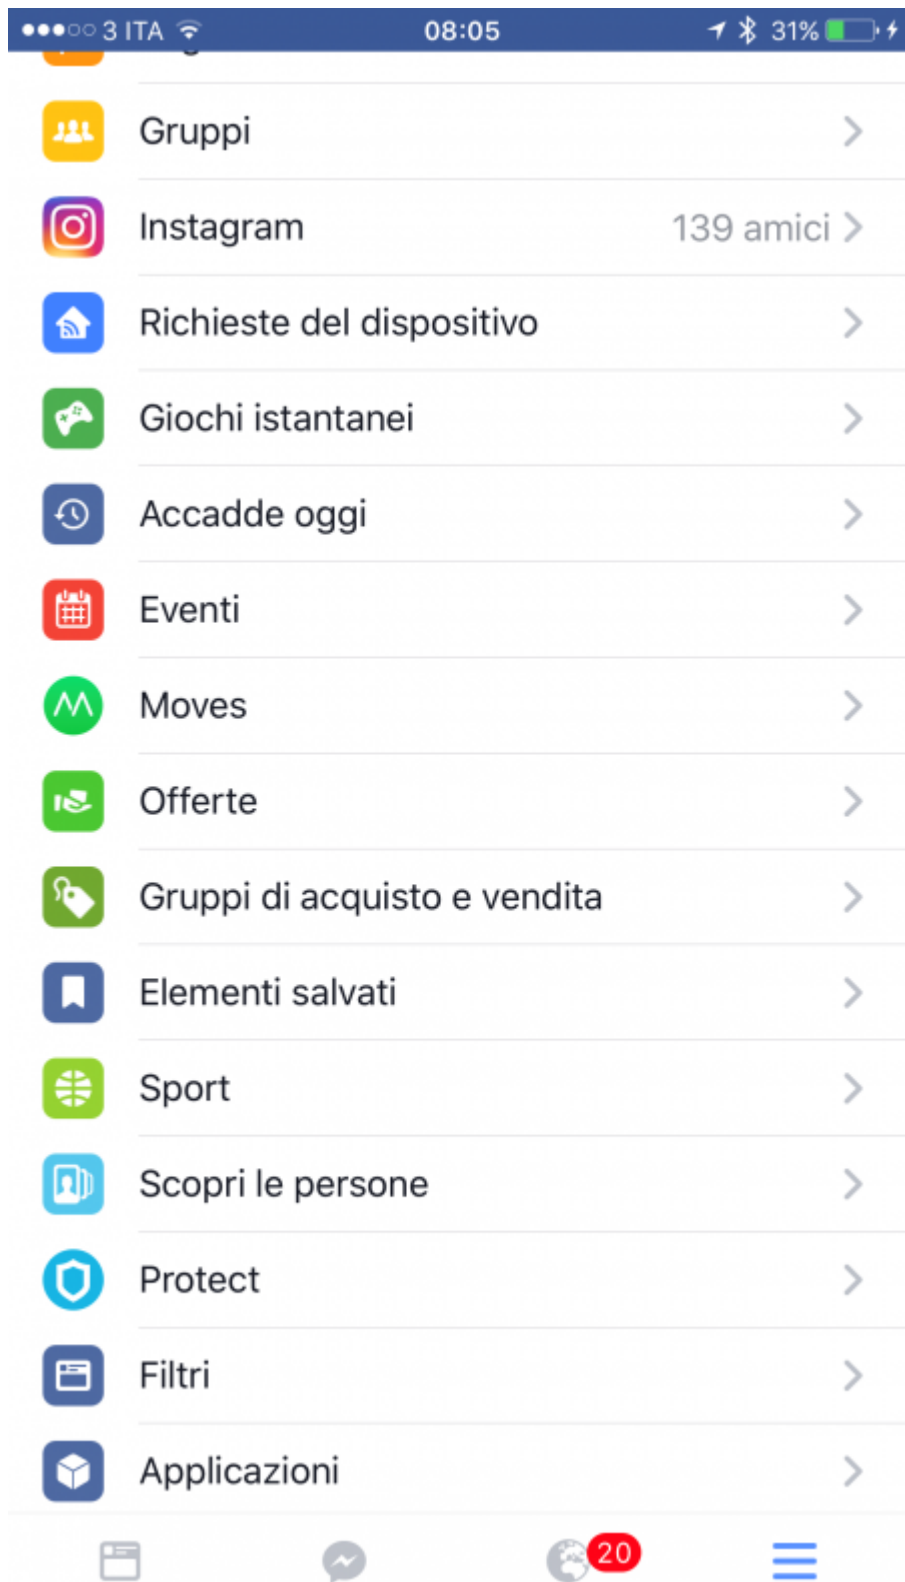 3 ITA 08:05 31%
Gruppi
Instagram 139 amici
Richieste del dispositivo
Giochi istantanei
Accadde oggi
Eventi
Moves
Offerte
Gruppi di acquisto e vendita
Elementi salvati
Sport
Scopri le persone
Protect
Filtri
Applicazioni
20